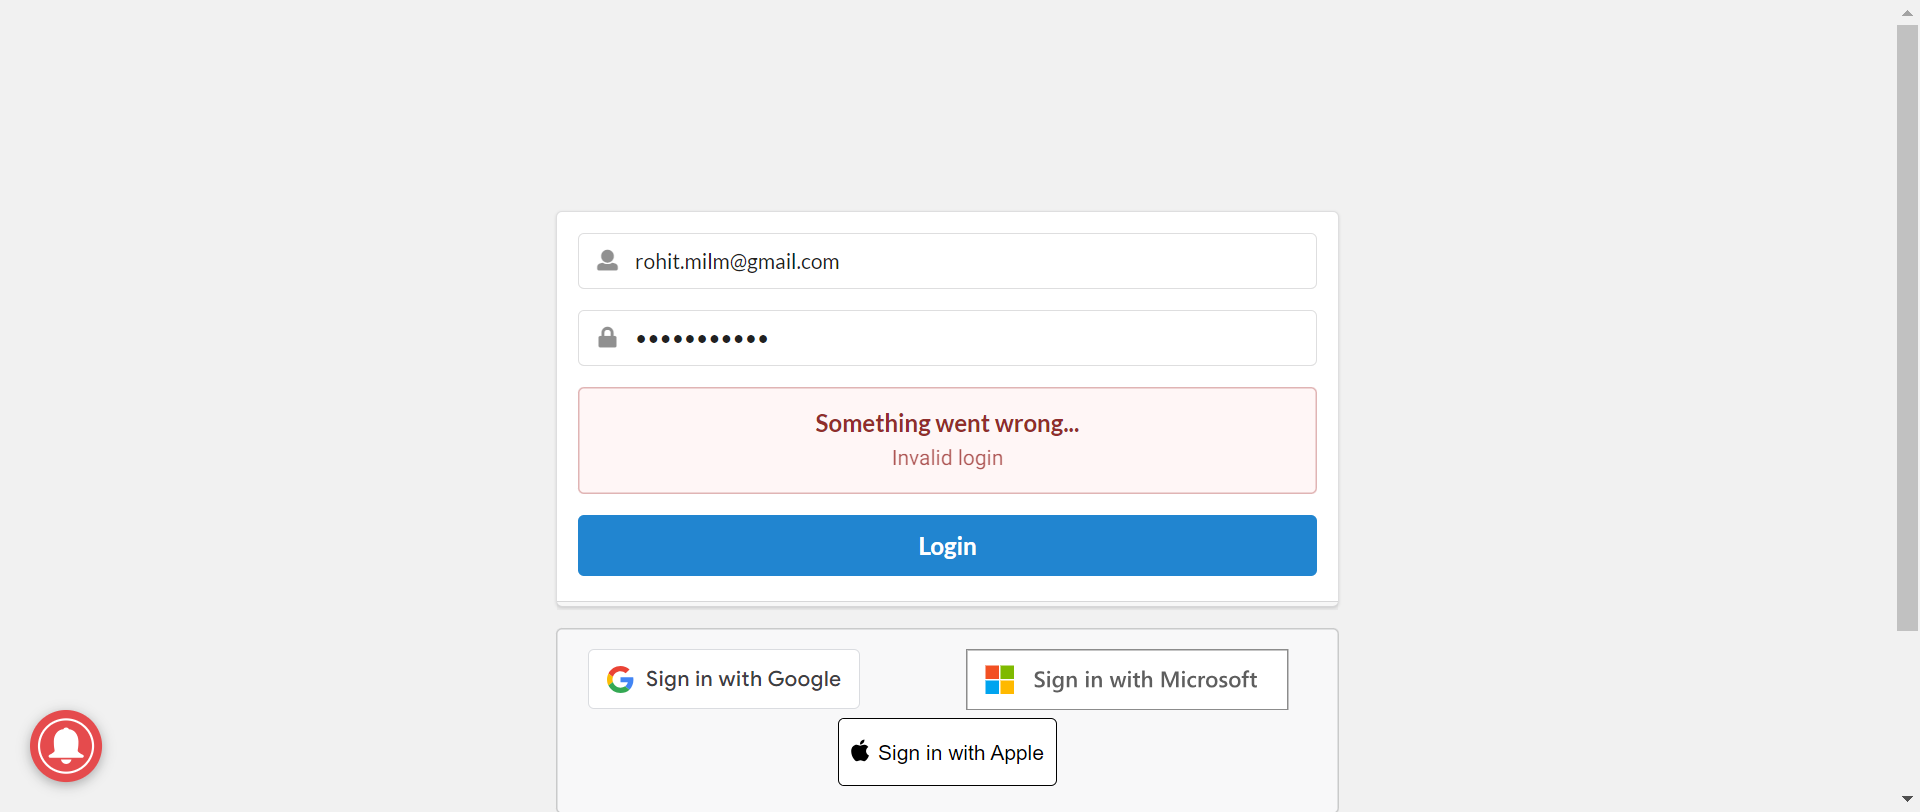 rohit.milm@gmail.com
•••••••••••
Something went wrong...
Invalid login
Login
Sign in with Google
Sign in with Microsoft
Sign in with Apple